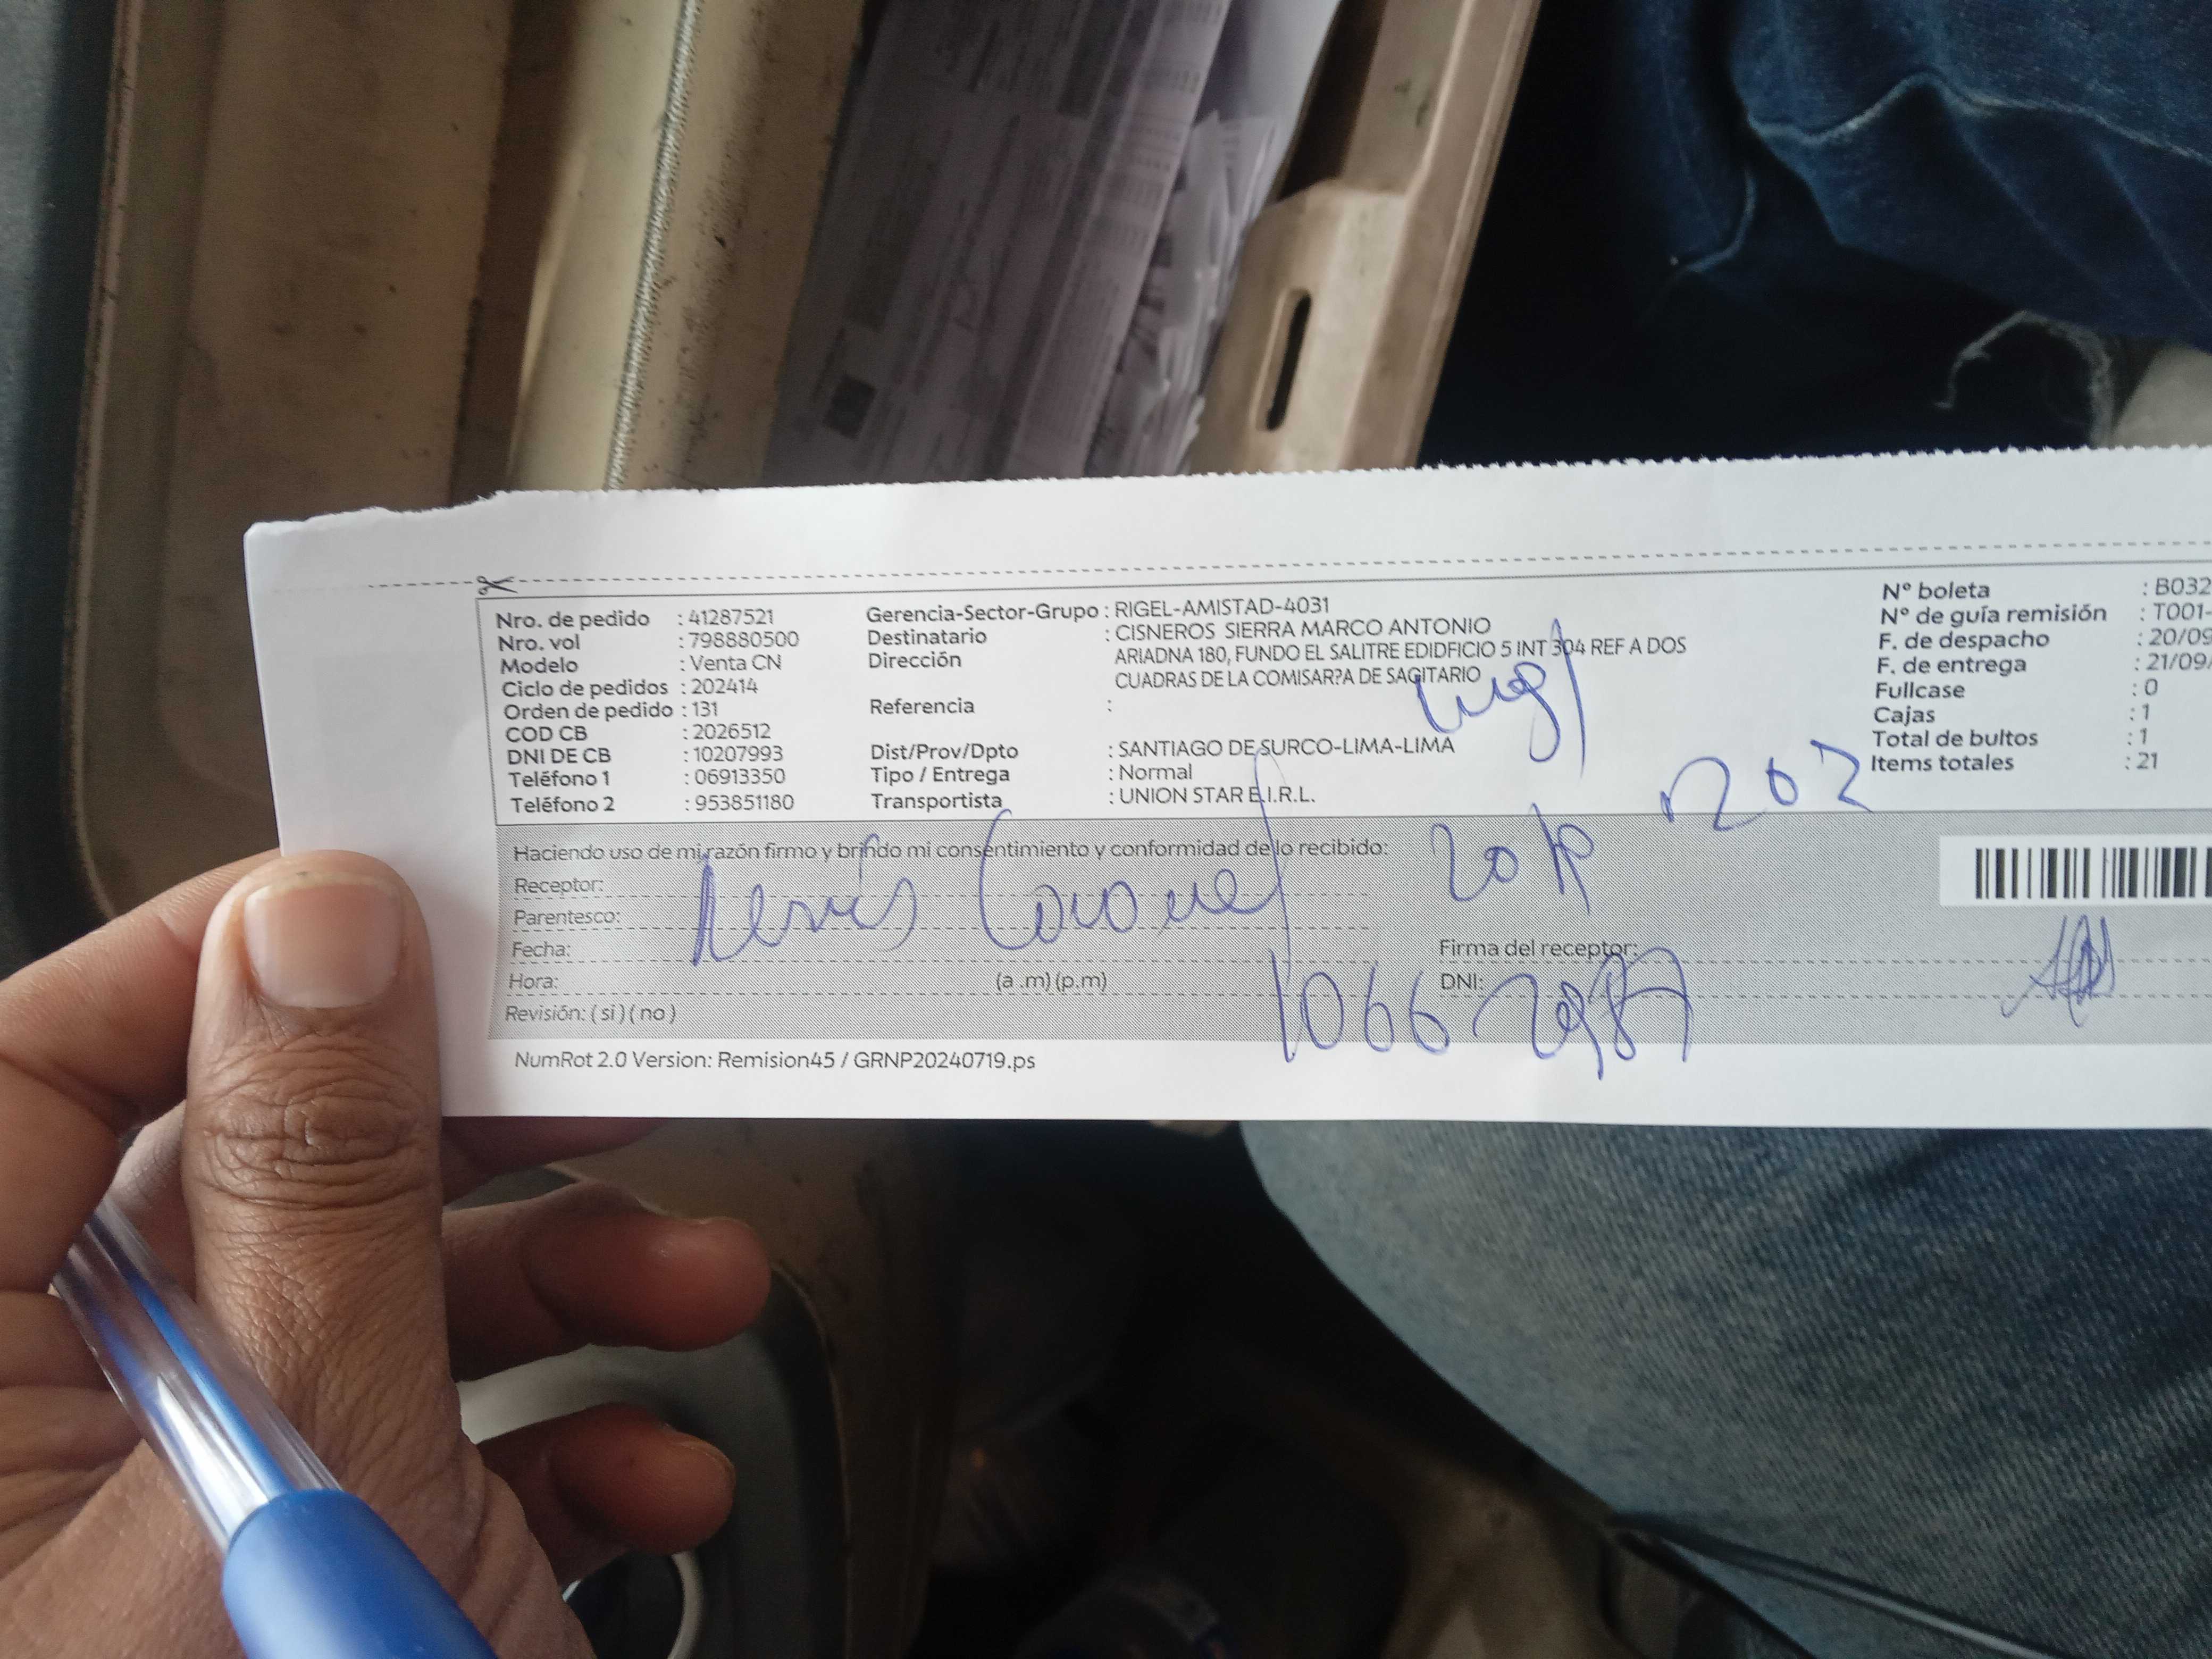 Nro. de pedido : 41287521
Nro. vol : 798880500
Modelo : Venta CN
Ciclo de pedidos : 202414
Orden de pedido : 131
COD CB : 2026512
DNI DE CB : 10207993
Teléfono 1 : 06913350
Teléfono 2 : 953851180
Gerencia-Sector-Grupo : RIGEL-AMISTAD-4031
Destinatario : CISNEROS SIERRA MARCO ANTONIO
Dirección ARIADNA 180, FUNDO EL SALITRE EDIDFICIO 5 INT 304 REF A DOS
CUADRAS DE LA COMISAR?A DE SAGITARIO
Referencia :
Dist/Prov/Dpto : SANTIAGO DE SURCO-LIMA-LIMA
Tipo / Entrega : Normal
Transportista : UNION STAR E.I.R.L.
N° boleta : B032
N° de guía remisión : T001-
F. de despacho : 20/09
F. de entrega : 21/09/
Fullcase : 0
Cajas : 1
Total de bultos : 1
Items totales : 21
202
Haciendo uso de mi razón firmo y brindo mi consentimiento y conformidad de lo recibido:
Receptor:
Parentesco:
Fecha:
Hora: (a .m) (p.m)
Revisión: ( si ) ( no )
Firma del receptor:
DNI:
NumRot 2.0 Version: Remision45 / GRNP20240719.ps